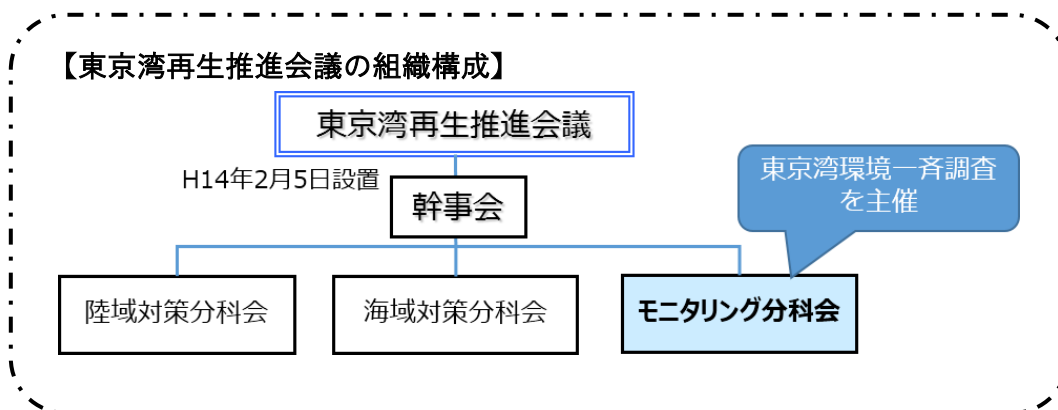 【東京湾再生推進会議の組織構成】
東京湾再生推進会議
H14年2月5日設置
幹事会
東京湾環境一斉調査
を主催
陸域対策分科会
海域対策分科会
モニタリング分科会